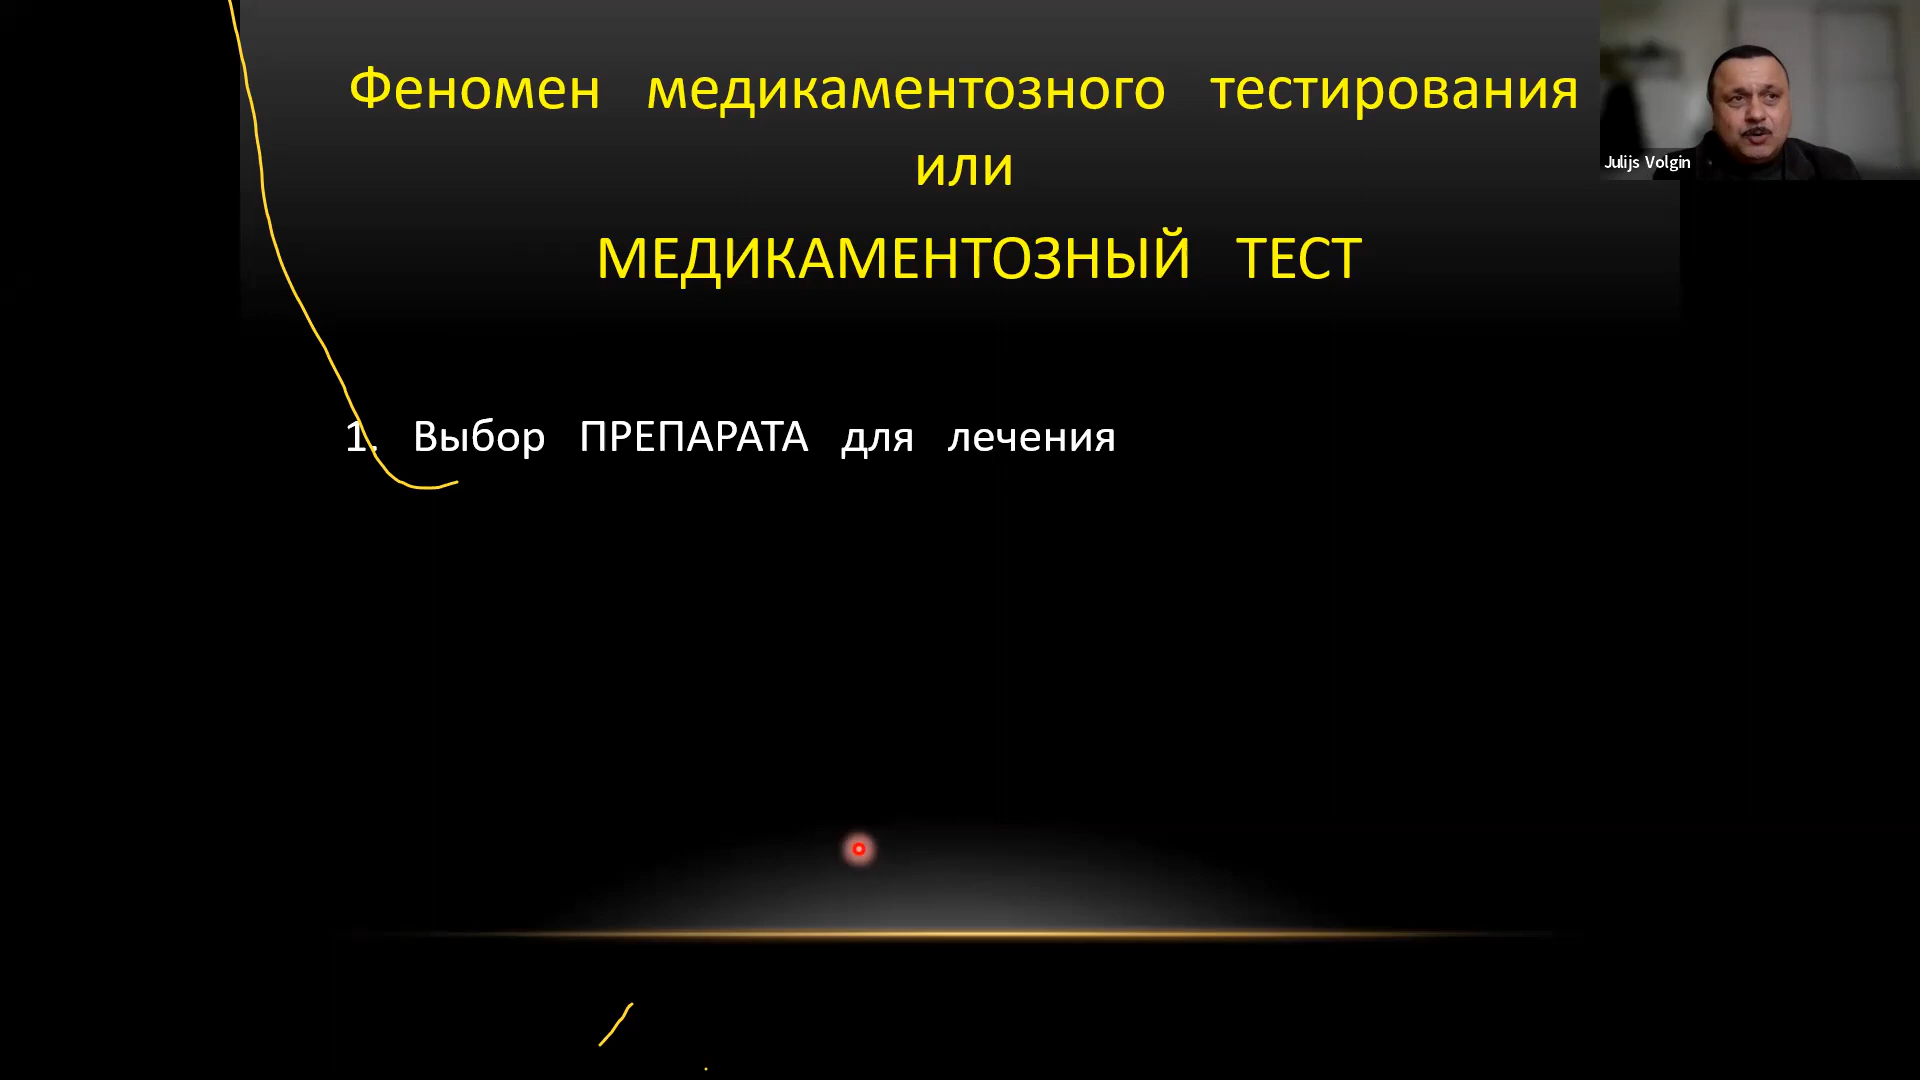 Феномен медикаментозного тестирования
или
МЕДИКАМЕНТОЗНЫЙ ТЕСТ
Julijs Volgin
1. Выбор ПРЕПАРАТА для лечения